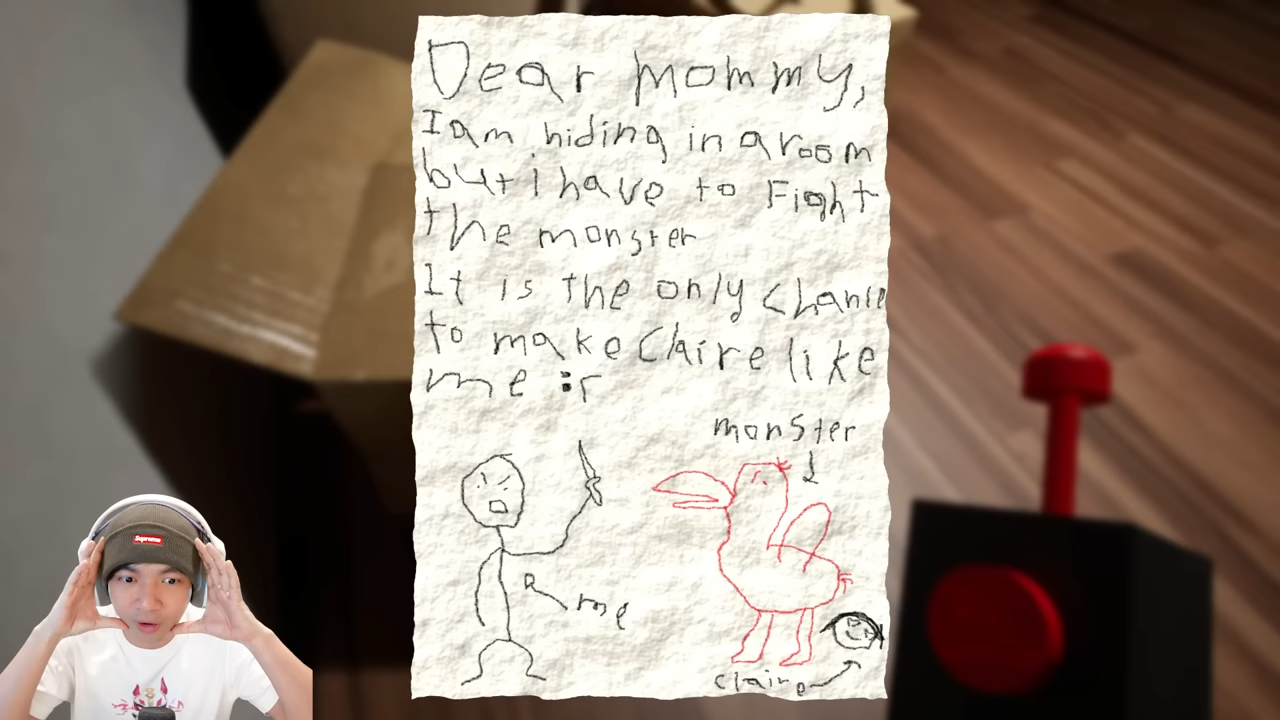 Dear mommy,
I am hiding in a room
but i have to Fight
the monster
It is the only chance
to make Claire like
me :r
monster
me
claire
Supreme